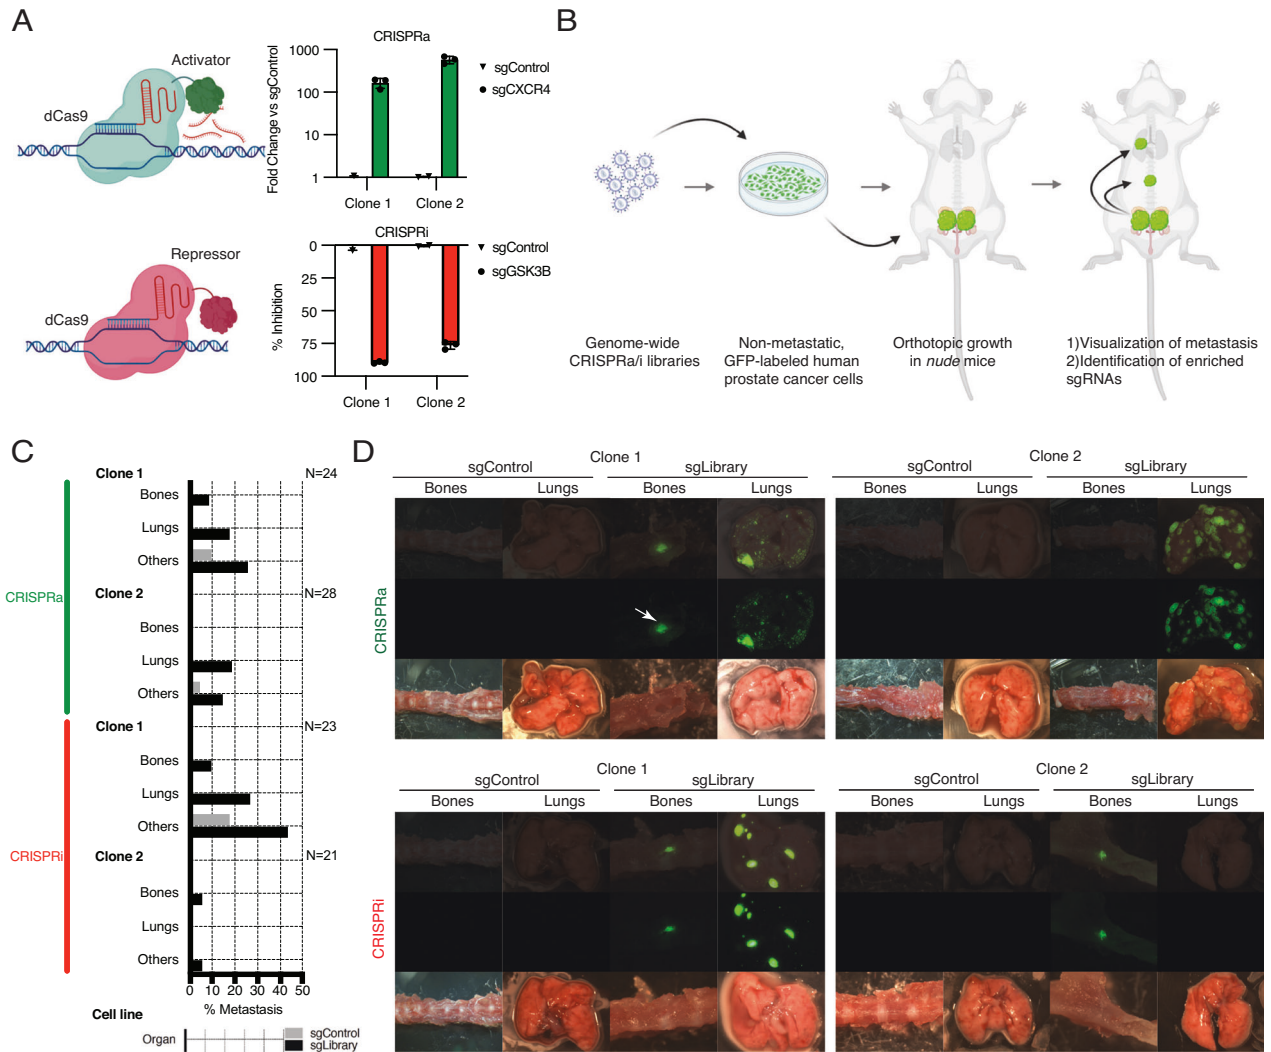 A
Activator
dCas9
CRISPRa
Fold Change vs sgControl
1000
100
10
1
sgControl
sgCXCR4
Clone 1
Clone 2
Repressor
dCas9
CRISPRi
% Inhibition
0
25
50
75
100
sgControl
sgGSK3B
Clone 1
Clone 2
B
Genome-wide
CRISPRa/i libraries
Non-metastatic,
GFP-labeled human
prostate cancer cells
Orthotopic growth
in nude mice
1)Visualization of metastasis
2)Identification of enriched
sgRNAs
C
CRISPRa
Clone 1
N=24
Bones
Lungs
Others
Clone 2
N=28
Bones
Lungs
Others
CRISPRi
Clone 1
N=23
Bones
Lungs
Others
Clone 2
N=21
Bones
Lungs
Others
0 10 20 30 40 50
% Metastasis
Cell line
Organ
sgControl
sgLibrary
D
CRISPRa
Clone 1
sgControl
sgLibrary
Bones
Lungs
Bones
Lungs
Clone 2
sgControl
sgLibrary
Bones
Lungs
Bones
Lungs
CRISPRi
Clone 1
sgControl
sgLibrary
Bones
Lungs
Bones
Lungs
Clone 2
sgControl
sgLibrary
Bones
Lungs
Bones
Lungs